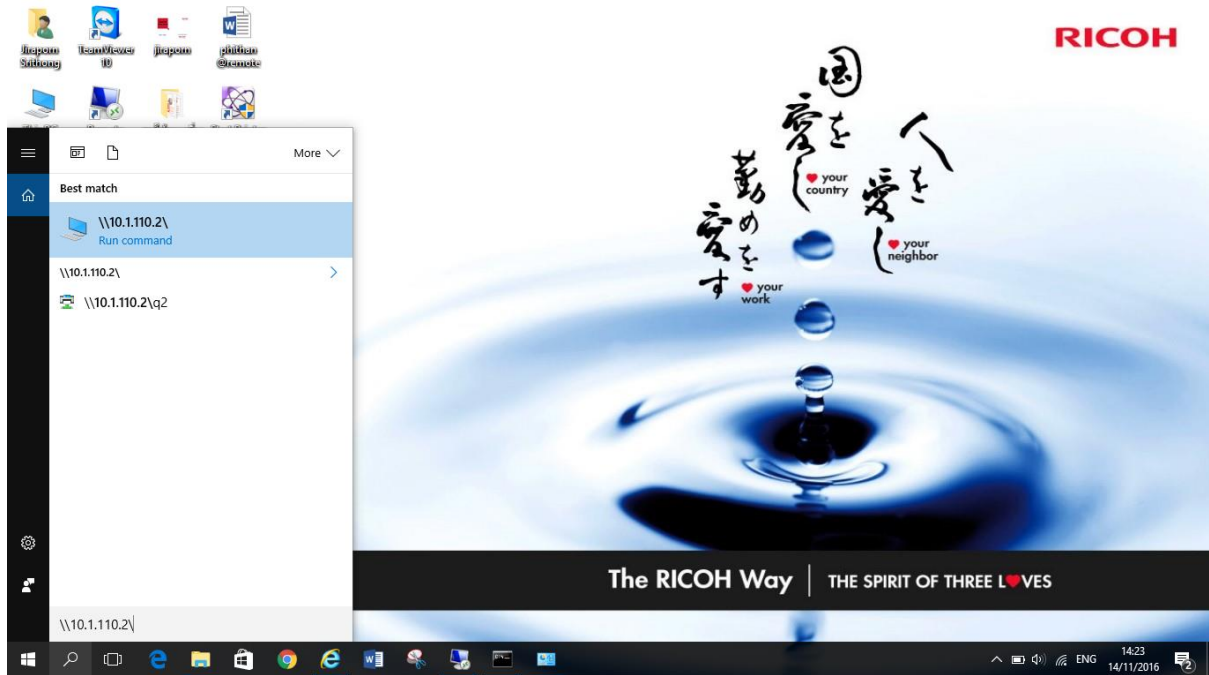 Jiraporn
Srithong
TeamViewer
10
jiraporn
phithan
@remote
More
Best match
\\10.1.110.2\
Run command
\\10.1.110.2\
\\10.1.110.2\q2
\\10.1.110.2\
RICOH
国を愛し
your
country
人を愛し
your
neighbor
勤めを愛す
your
work
The RICOH Way
THE SPIRIT OF THREE L♥VES
ENG
14:23
14/11/2016
2